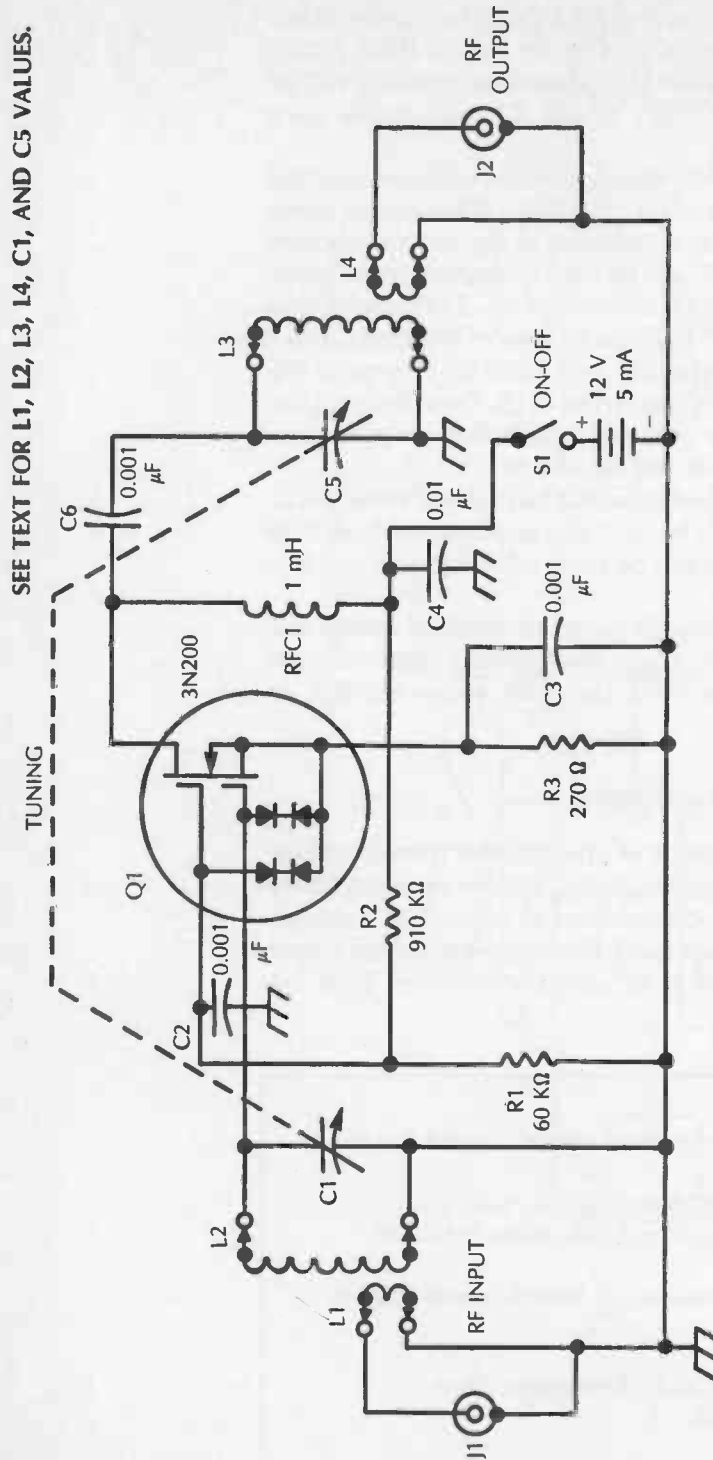 SEE TEXT FOR L1, L2, L3, L4, C1, AND C5 VALUES.
TUNING
C6
0.001
μF
Q1
3N200
RFC1
1 mH
L3
L4
J2
RF
OUTPUT
C5
C2
0.001
μF
R2
910 KΩ
C4
0.01
μF
ON-OFF
S1
+
12 V
5 mA
−
C3
0.001
μF
R3
270 Ω
L2
C1
R1
60 KΩ
L1
RF INPUT
J1